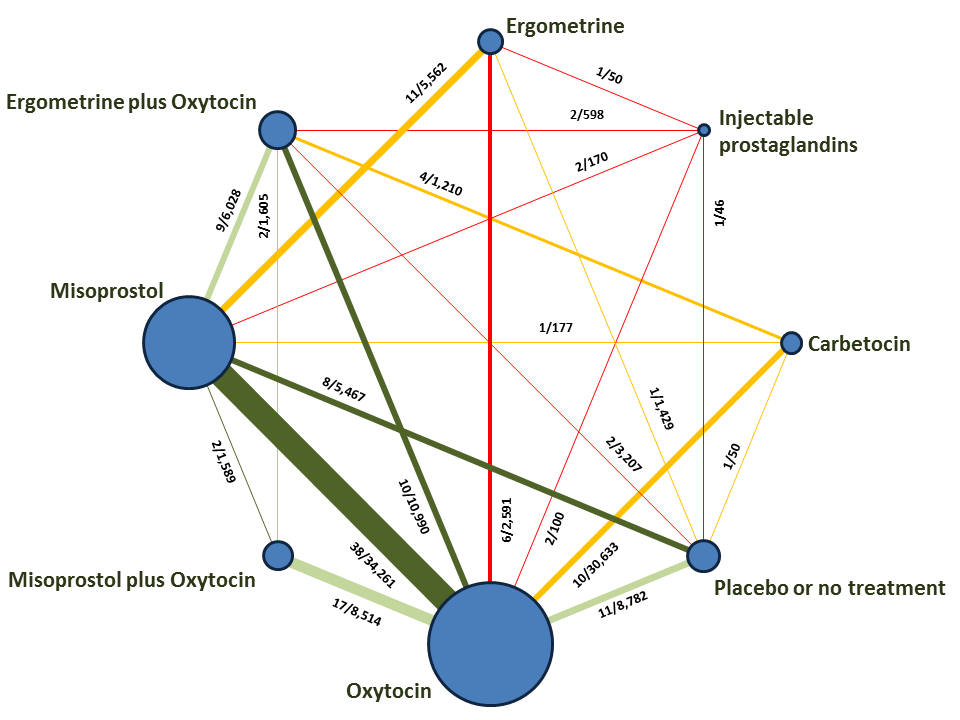 Ergometrine
Ergometrine plus Oxytocin
Injectable
prostaglandins
Misoprostol
Carbetocin
Misoprostol plus Oxytocin
Placebo or no treatment
Oxytocin
11/5,562
1/50
2/598
2/170
4/1,210
9/6,028
2/1,605
1/46
1/177
8/5,467
1/1,429
2/3,207
1/50
2/1,589
10/10,990
6/2,591
2/100
38/34,261
10/30,633
17/8,514
11/8,782